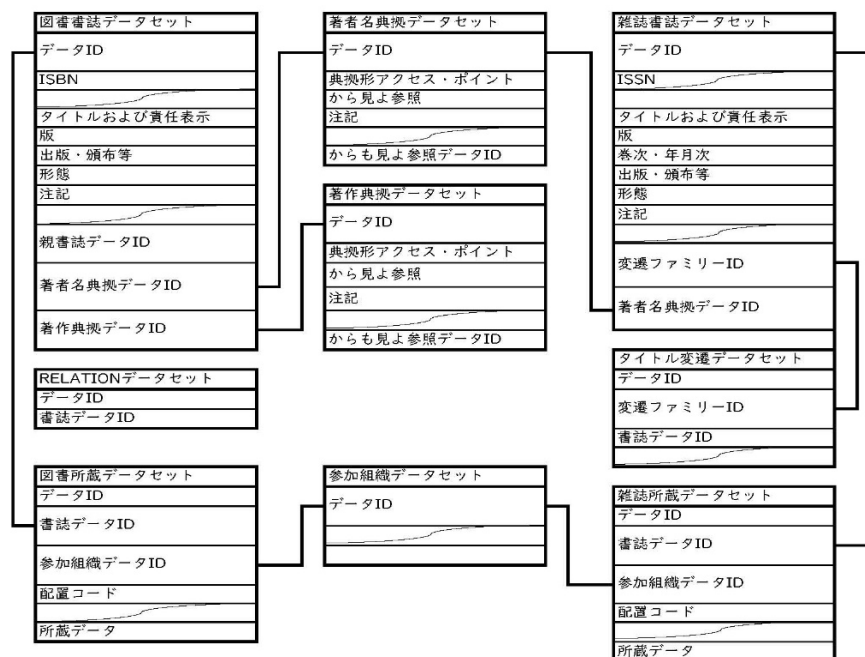 図書書誌データセット
データID
ISBN
タイトルおよび責任表示
版
出版・頒布等
形態
注記
親書誌データID
著者名典拠データID
著作典拠データID
RELATIONデータセット
データID
書誌データID
図書所蔵データセット
データID
書誌データID
参加組織データID
配置コード
所蔵データ
著者名典拠データセット
データID
典拠形アクセス・ポイント
から見よ参照
注記
からも見よ参照データID
著作典拠データセット
データID
典拠形アクセス・ポイント
から見よ参照
注記
からも見よ参照データID
参加組織データセット
データID
雑誌書誌データセット
データID
ISSN
タイトルおよび責任表示
版
巻次・年月次
出版・頒布等
形態
注記
変遷ファミリーID
著者名典拠データID
タイトル変遷データセット
データID
変遷ファミリーID
書誌データID
雑誌所蔵データセット
データID
書誌データID
参加組織データID
配置コード
所蔵データ